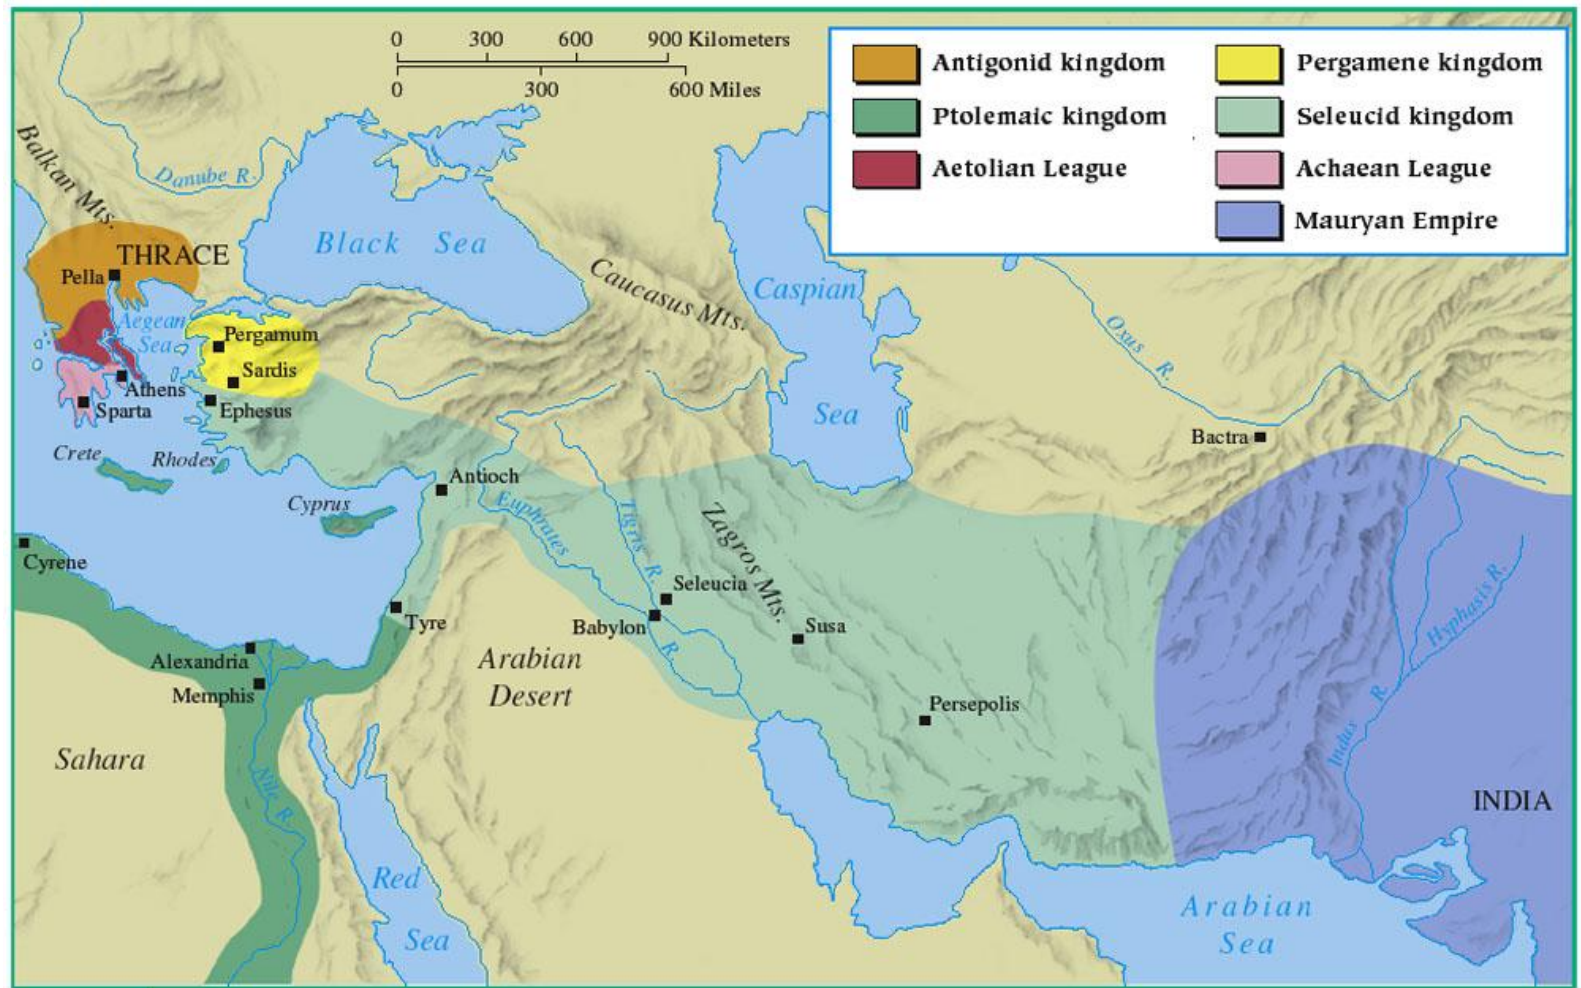 0 300 600 900 Kilometers
0 300 600 Miles
Antigonid kingdom
Ptolemaic kingdom
Aetolian League
Pergamene kingdom
Seleucid kingdom
Achaean League
Mauryan Empire
Balkan Mts.
Danube R.
THRACE
Pella
Black Sea
Caucasus Mts.
Caspian
Sea
Oxus R.
Aegean
Sea
Pergamum
Sardis
Athens
Sparta
Ephesus
Crete
Rhodes
Cyprus
Antioch
Euphrates
R.
Tigris R.
Zagros Mts.
Bactra
Cyrene
Tyre
Seleucia
Babylon
Susa
Persepolis
Alexandria
Memphis
Arabian
Desert
Sahara
Nile R.
Red
Sea
Hyphasis R.
Indus R.
INDIA
Arabian
Sea